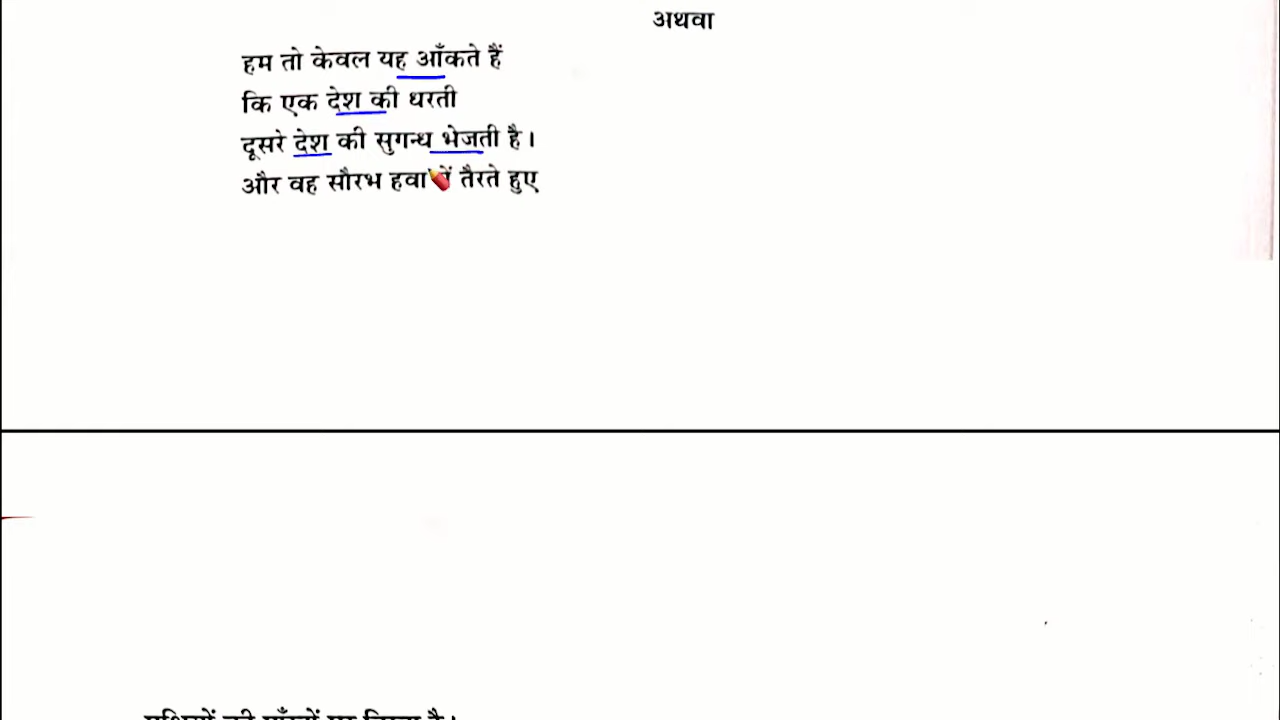 अथवा
हम तो केवल यह आँकते हैं
कि एक देश की धरती
दूसरे देश की सुगन्ध भेजती है।
और वह सौरभ हवा में तैरते हुए